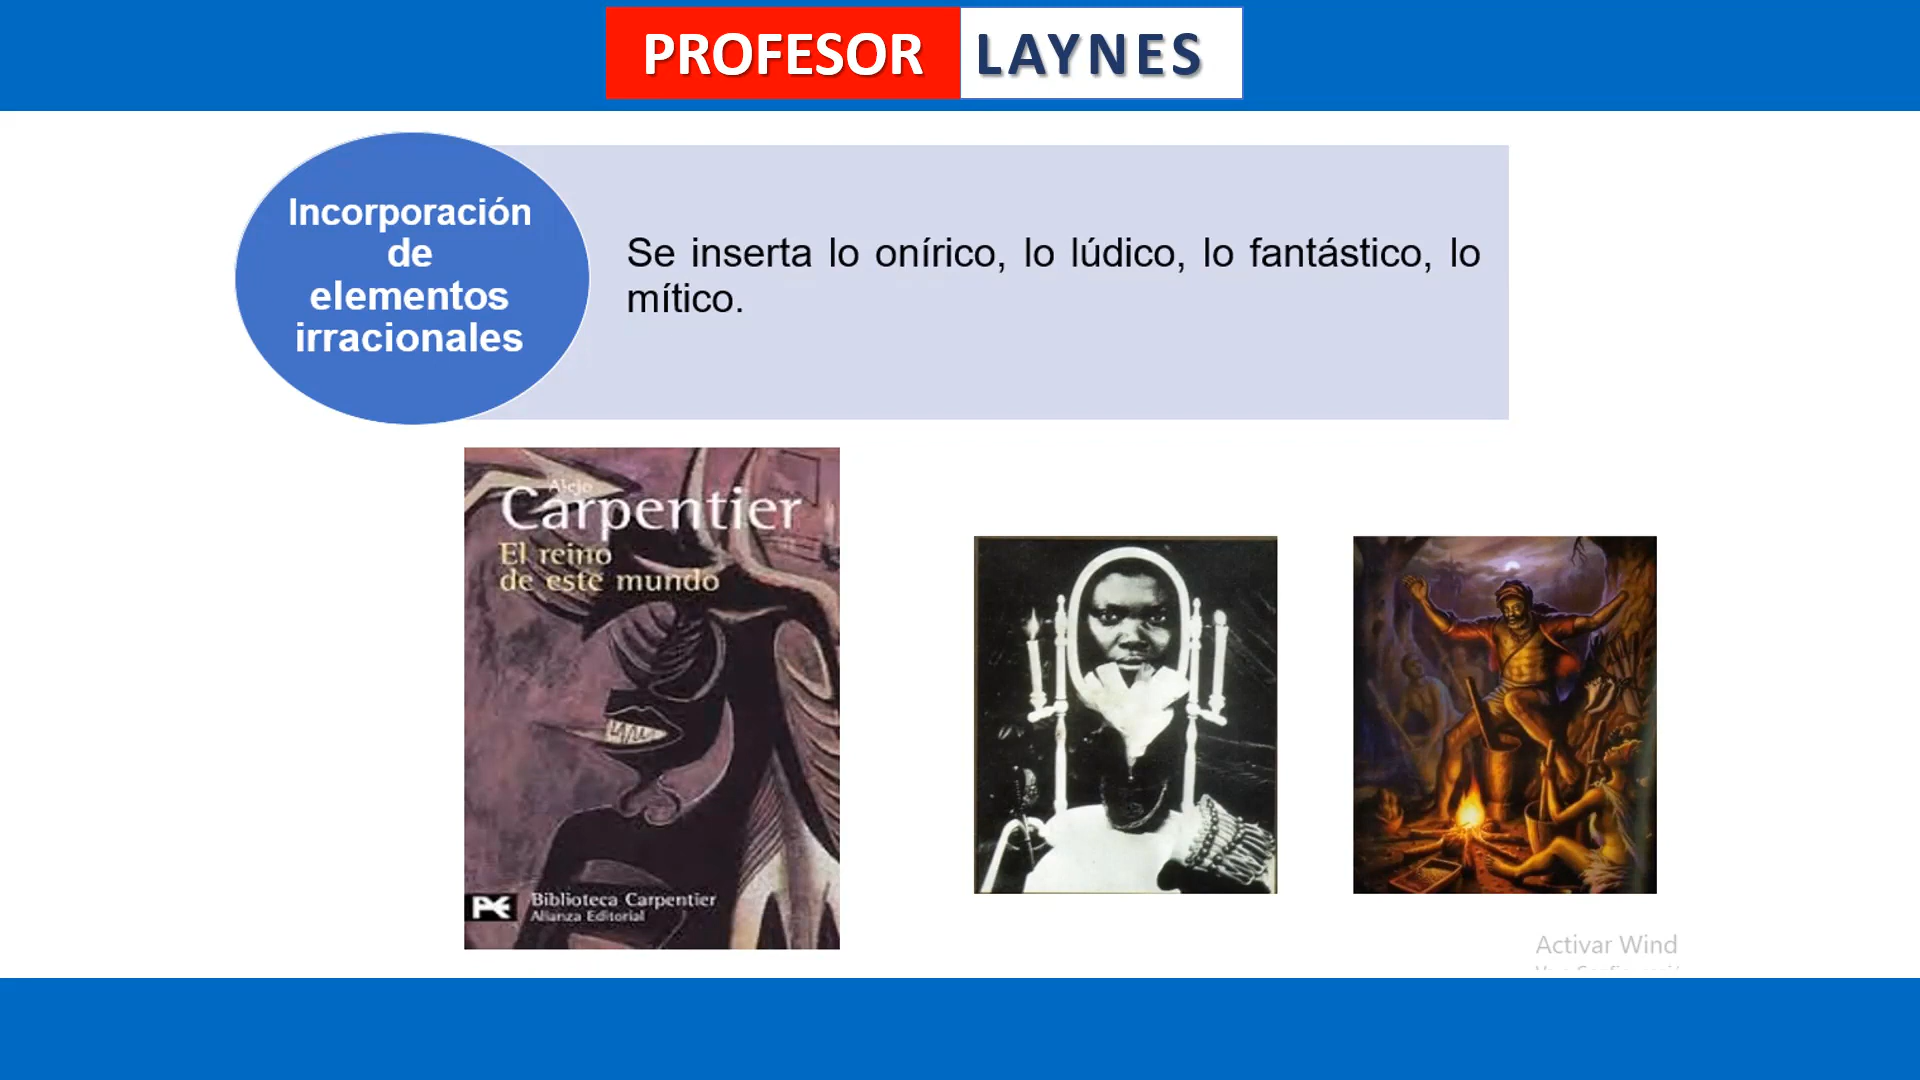 PROFESOR LAYNES
Incorporación
de
elementos
irracionales
Se inserta lo onírico, lo lúdico, lo fantástico, lo
mítico.
Alejo
Carpentier
El reino
de este mundo
Biblioteca Carpentier
Alianza Editorial
Activar Wind